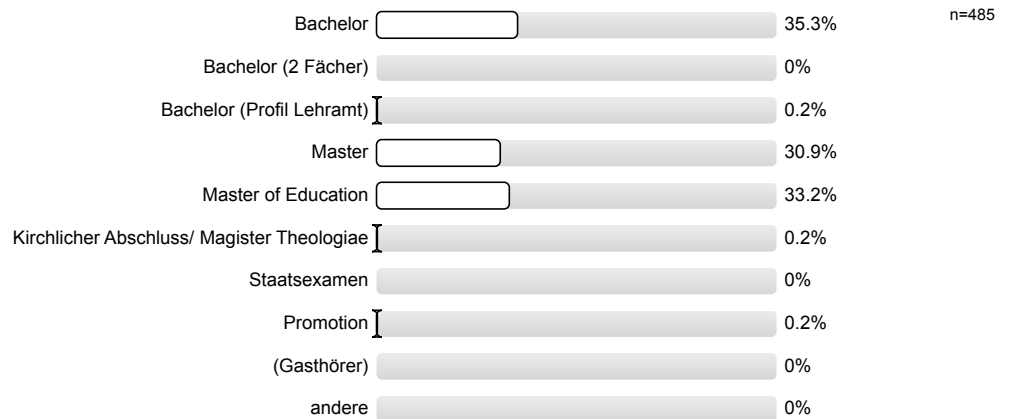 Bachelor 35.3% n=485
Bachelor (2 Fächer) 0%
Bachelor (Profil Lehramt) 0.2%
Master 30.9%
Master of Education 33.2%
Kirchlicher Abschluss/ Magister Theologiae 0.2%
Staatsexamen 0%
Promotion 0.2%
(Gasthörer) 0%
andere 0%